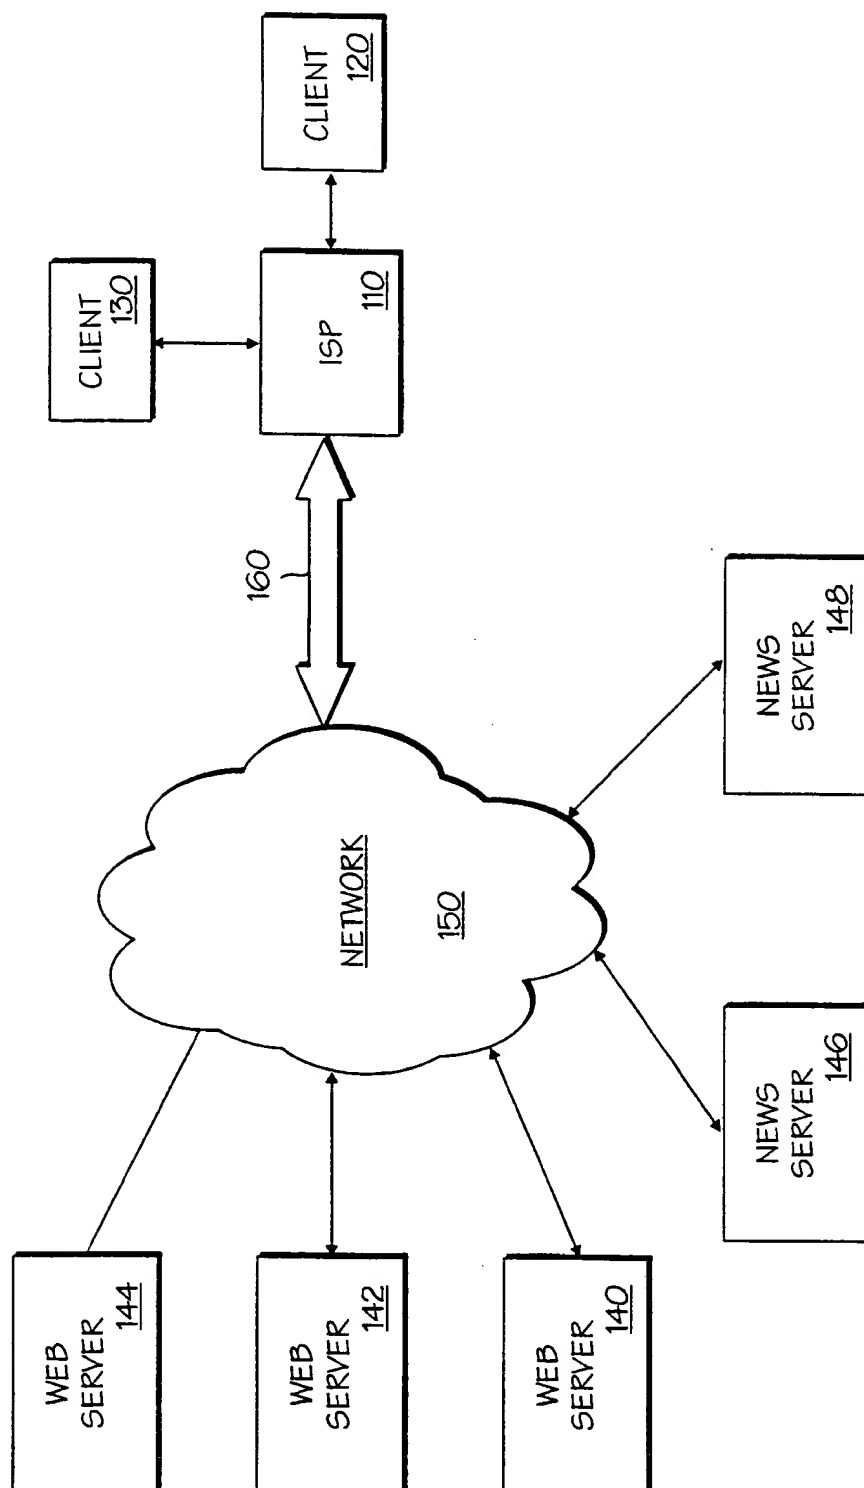 WEB
SERVER
144
WEB
SERVER
142
WEB
SERVER
140
NETWORK
150
160
CLIENT
130
ISP
110
CLIENT
120
NEWS
SERVER
146
NEWS
SERVER
148